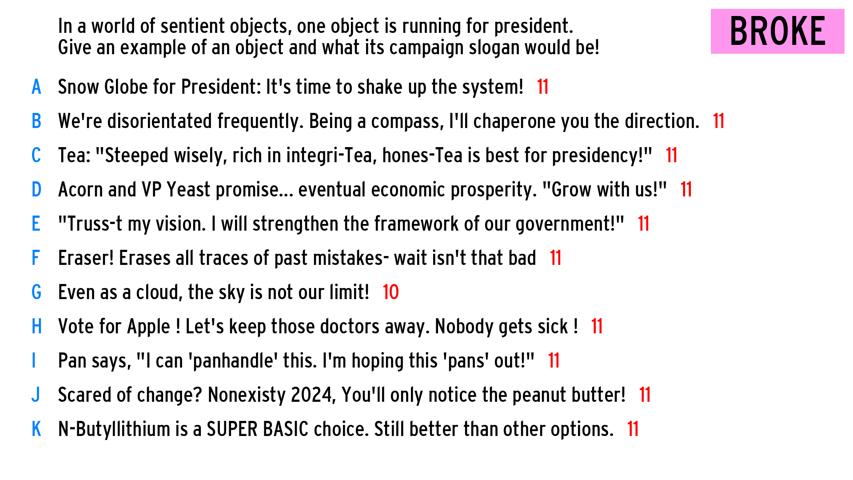 In a world of sentient objects, one object is running for president.
Give an example of an object and what its campaign slogan would be!
BROKE
A Snow Globe for President: It's time to shake up the system! 11
B We're disorientated frequently. Being a compass, I'll chaperone you the direction. 11
C Tea: "Steeped wisely, rich in integri-Tea, hones-Tea is best for presidency!" 11
D Acorn and VP Yeast promise... eventual economic prosperity. "Grow with us!" 11
E "Truss-t my vision. I will strengthen the framework of our government!" 11
F Eraser! Erases all traces of past mistakes- wait isn't that bad 11
G Even as a cloud, the sky is not our limit! 10
H Vote for Apple ! Let's keep those doctors away. Nobody gets sick ! 11
I Pan says, "I can 'panhandle' this. I'm hoping this 'pans' out!" 11
J Scared of change? Nonexisty 2024, You'll only notice the peanut butter! 11
K N-Butyllithium is a SUPER BASIC choice. Still better than other options. 11